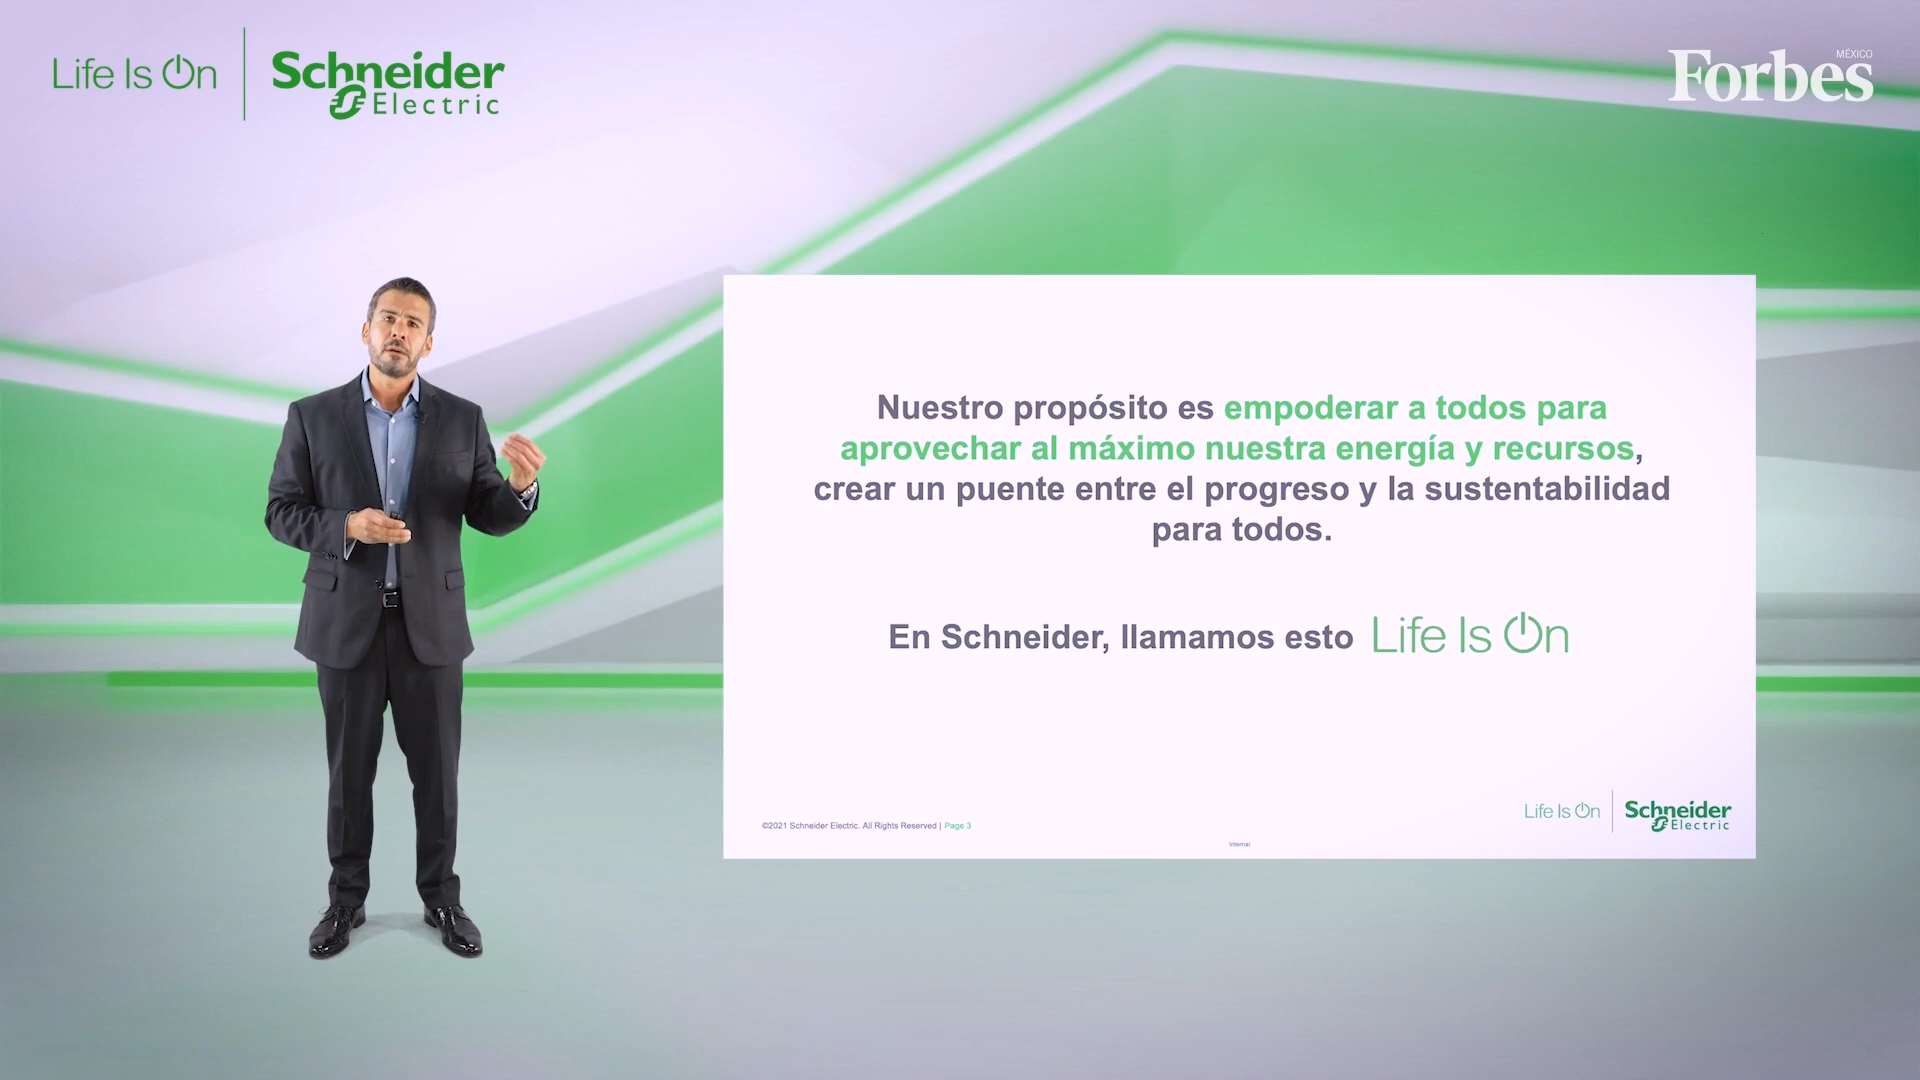 Life Is On
Schneider
Electric
MÉXICO
Forbes
Nuestro propósito es empoderar a todos para
aprovechar al máximo nuestra energía y recursos,
crear un puente entre el progreso y la sustentabilidad
para todos.
En Schneider, llamamos esto Life Is On
©2021 Schneider Electric. All Rights Reserved | Page 3
Internal
Life Is On
Schneider
Electric